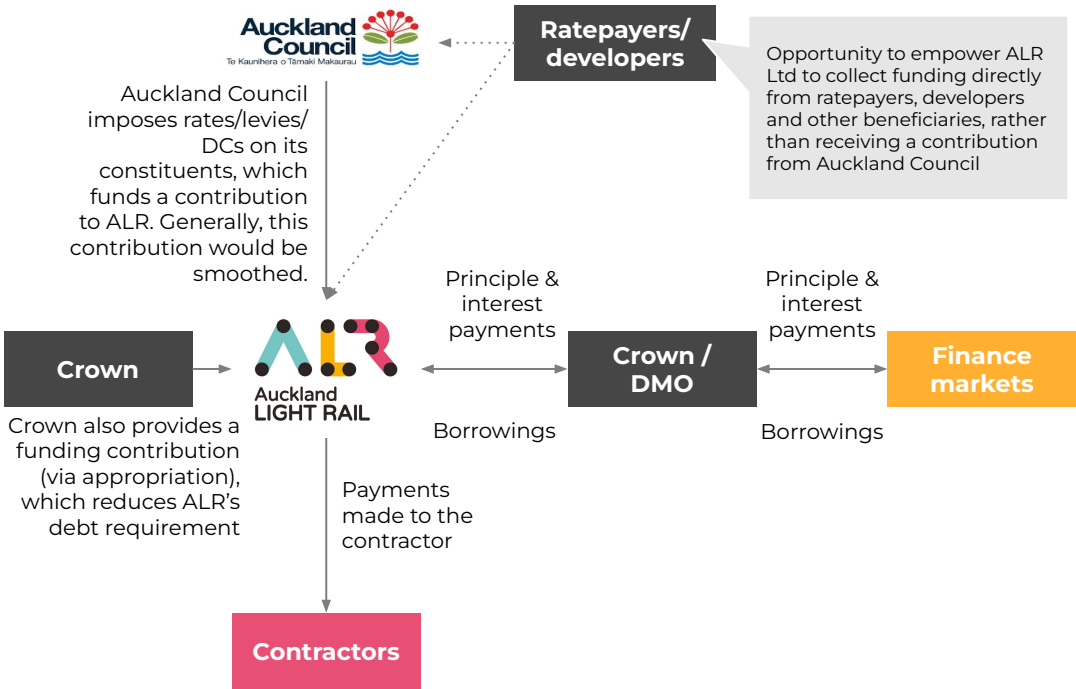 Auckland
Council
Te Kaunihera o Tāmaki Makaurau
Ratepayers/
developers
Opportunity to empower ALR
Ltd to collect funding directly
from ratepayers, developers
and other beneficiaries, rather
than receiving a contribution
from Auckland Council
Auckland Council
imposes rates/levies/
DCs on its
constituents, which
funds a contribution
to ALR. Generally, this
contribution would be
smoothed.
Principle &
interest
payments
Principle &
interest
payments
Crown
ALR
Auckland
LIGHT RAIL
Crown /
DMO
Finance
markets
Borrowings
Borrowings
Crown also provides a
funding contribution
(via appropriation),
which reduces ALR’s
debt requirement
Payments
made to the
contractor
Contractors